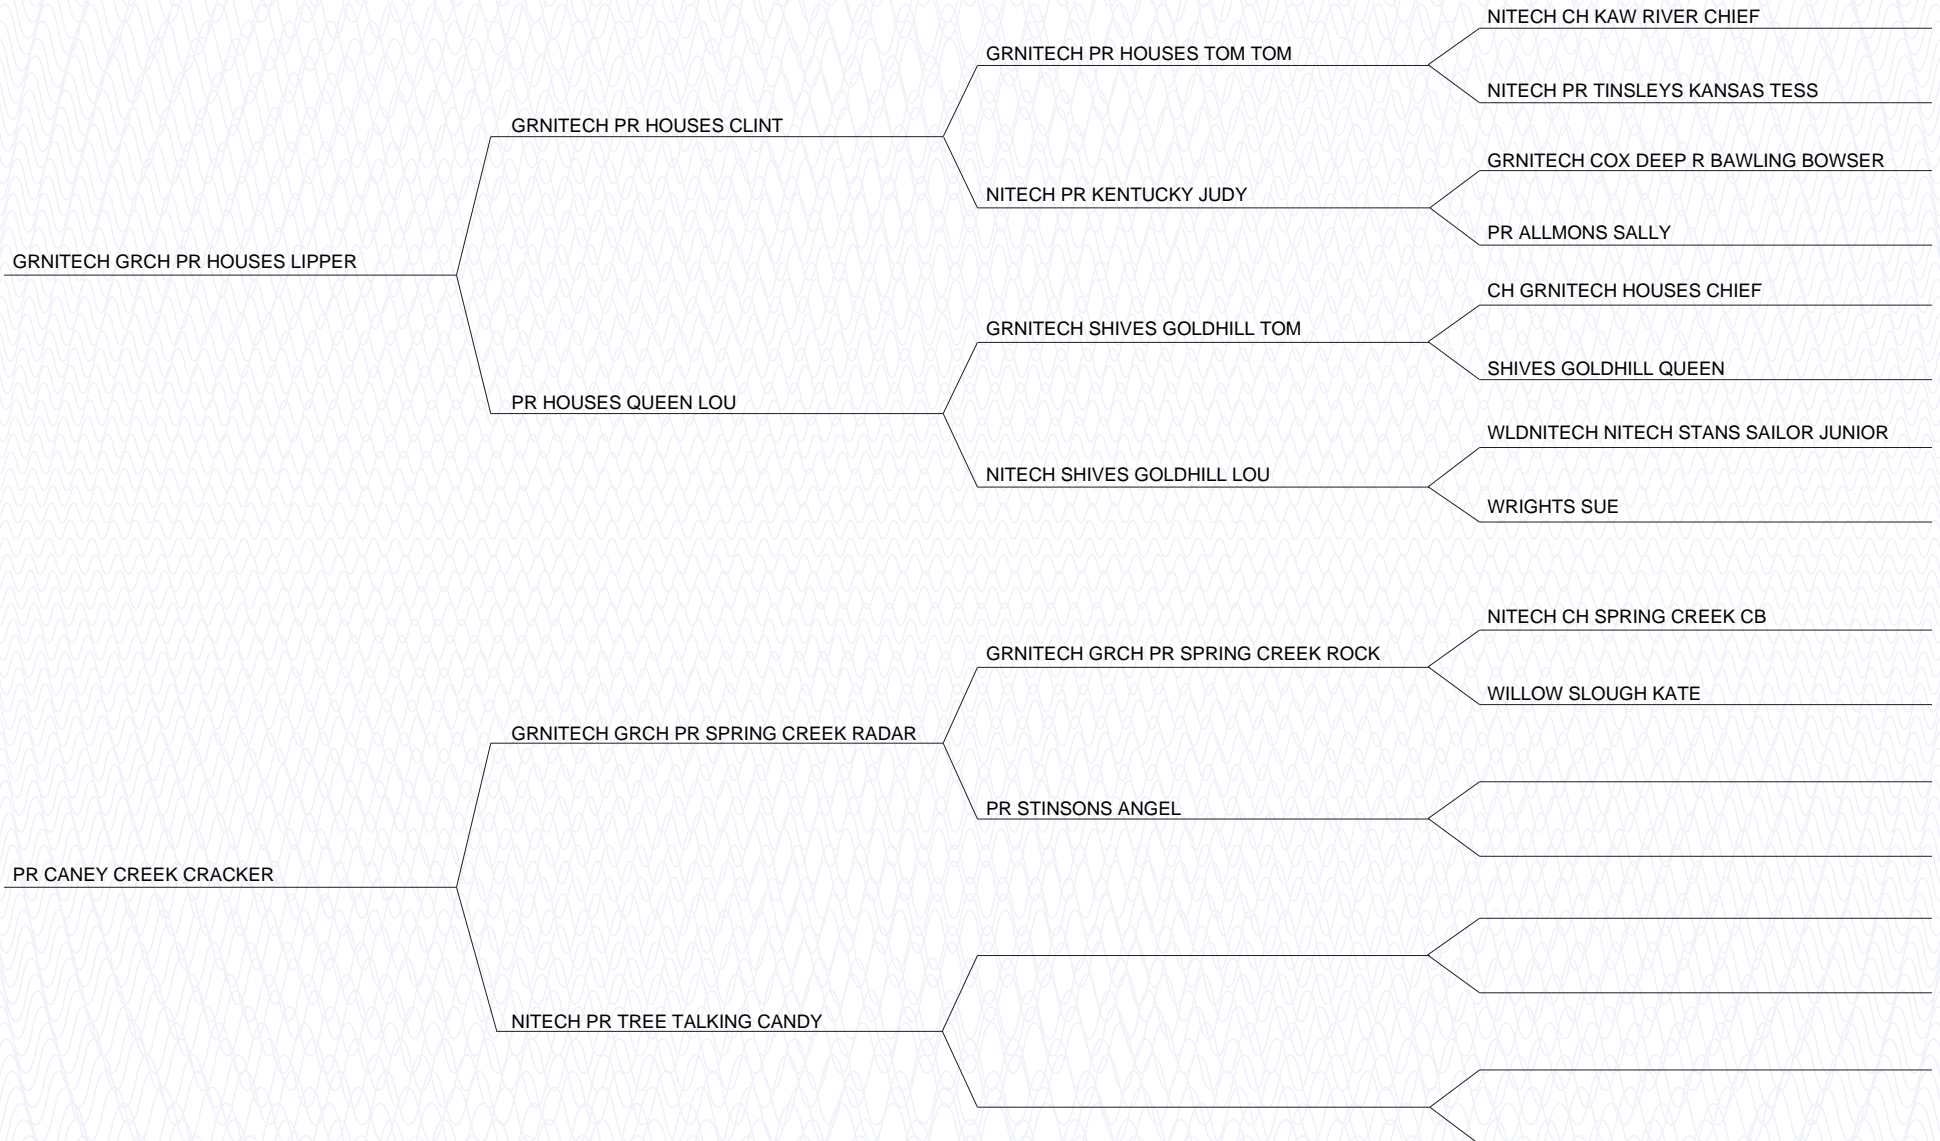 NITECH CH KAW RIVER CHIEF
GRNITECH PR HOUSES TOM TOM
NITECH PR TINSLEYS KANSAS TESS
GRNITECH PR HOUSES CLINT
GRNITECH COX DEEP R BAWLING BOWSER
NITECH PR KENTUCKY JUDY
PR ALLMONS SALLY
GRNITECH GRCH PR HOUSES LIPPER
CH GRNITECH HOUSES CHIEF
GRNITECH SHIVES GOLDHILL TOM
SHIVES GOLDHILL QUEEN
PR HOUSES QUEEN LOU
WLDNITECH NITECH STANS SAILOR JUNIOR
NITECH SHIVES GOLDHILL LOU
WRIGHTS SUE
NITECH CH SPRING CREEK CB
GRNITECH GRCH PR SPRING CREEK ROCK
WILLOW SLOUGH KATE
GRNITECH GRCH PR SPRING CREEK RADAR
PR STINSONS ANGEL
PR CANEY CREEK CRACKER
NITECH PR TREE TALKING CANDY